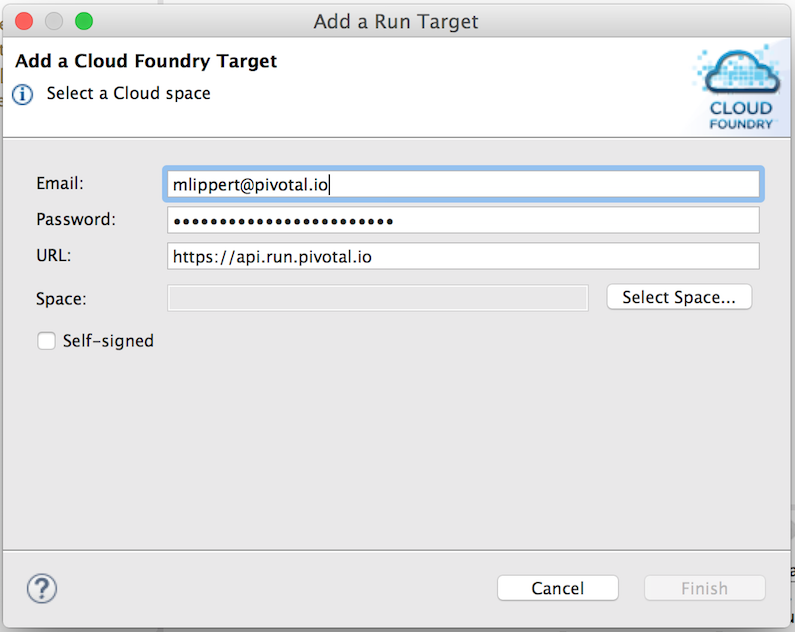 Add a Run Target
Add a Cloud Foundry Target
Select a Cloud space
CLOUD
FOUNDRY
Email:
mlippert@pivotal.io
Password:
••••••••••••••••••••••••
URL:
https://api.run.pivotal.io
Space:
Select Space...
Self-signed
?
Cancel
Finish